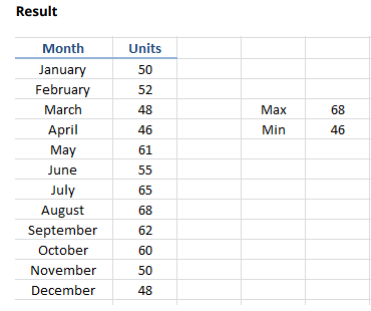 Result
Month Units
January 50
February 52
March 48 Max 68
April 46 Min 46
May 61
June 55
July 65
August 68
September 62
October 60
November 50
December 48